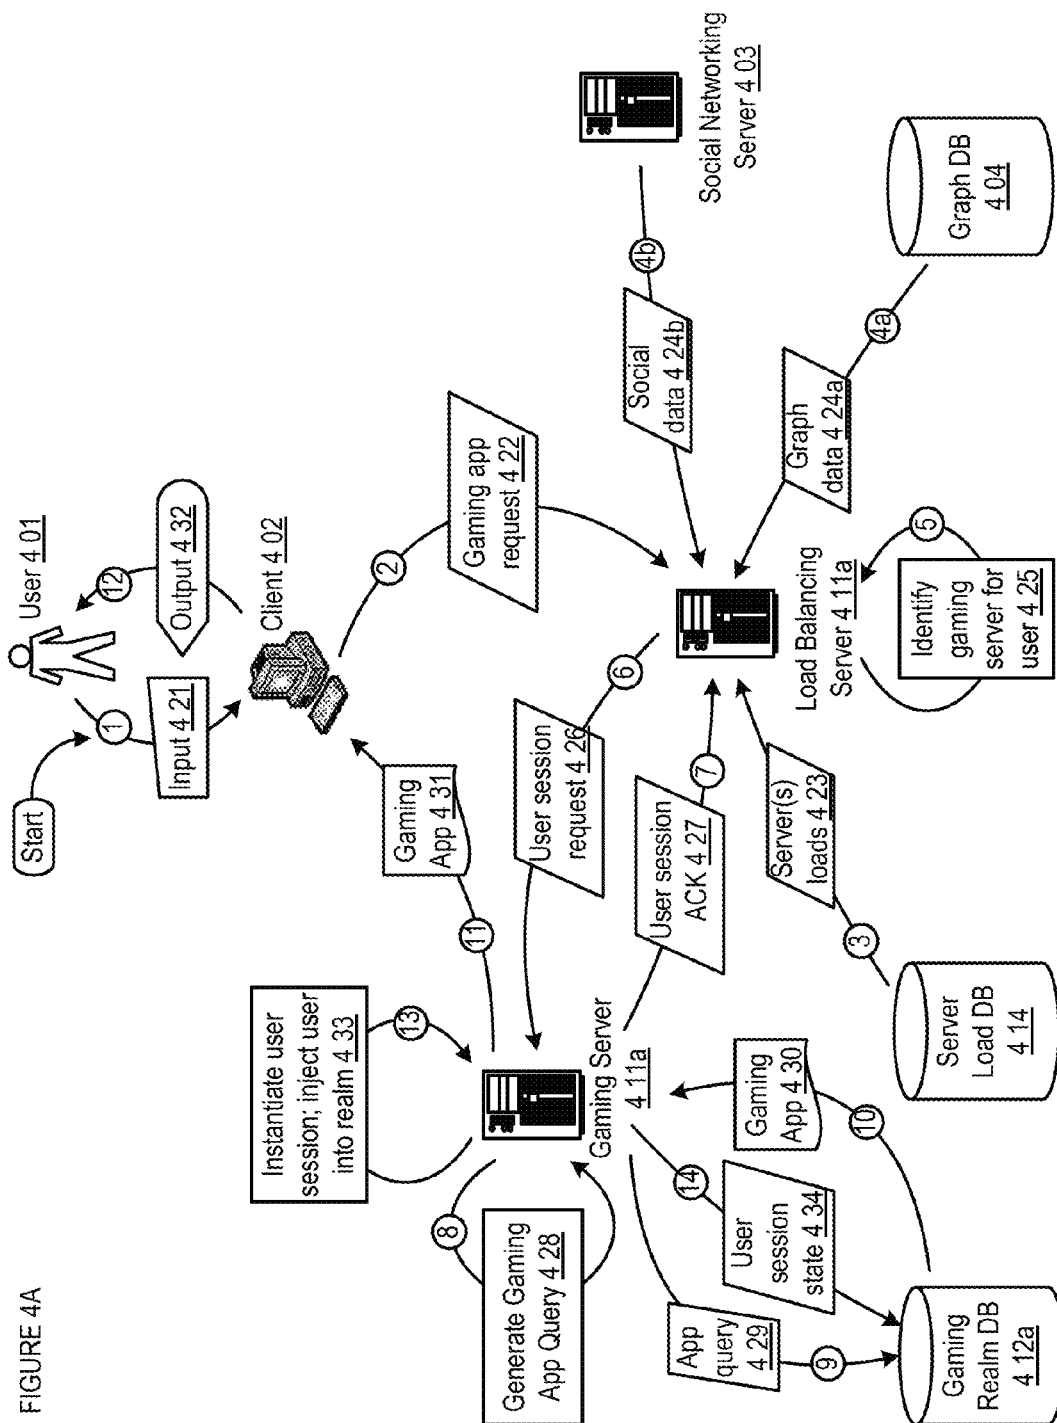 FIGURE 4A
Start
User 4 01
1
Input 4 21
12
Output 4 32
Client 4 02
2
Gaming app
request 4 22
Social Networking
Server 4 03
4b
Social
data 4 24b
Graph DB
4 04
4a
Graph
data 4 24a
Load Balancing
Server 4 11a
5
Identify
gaming
server for
user 4 25
6
User session
request 4 26
7
User session
ACK 4 27
Server(s)
loads 4 23
3
Server
Load DB
4 14
Gaming
App 4 31
11
Instantiate user
session; inject user
into realm 4 33
13
Gaming Server
4 11a
8
Generate Gaming
App Query 4 28
App
query
4 29
9
14
User
session
state 4 34
Gaming
App 4 30
10
Gaming
Realm DB
4 12a